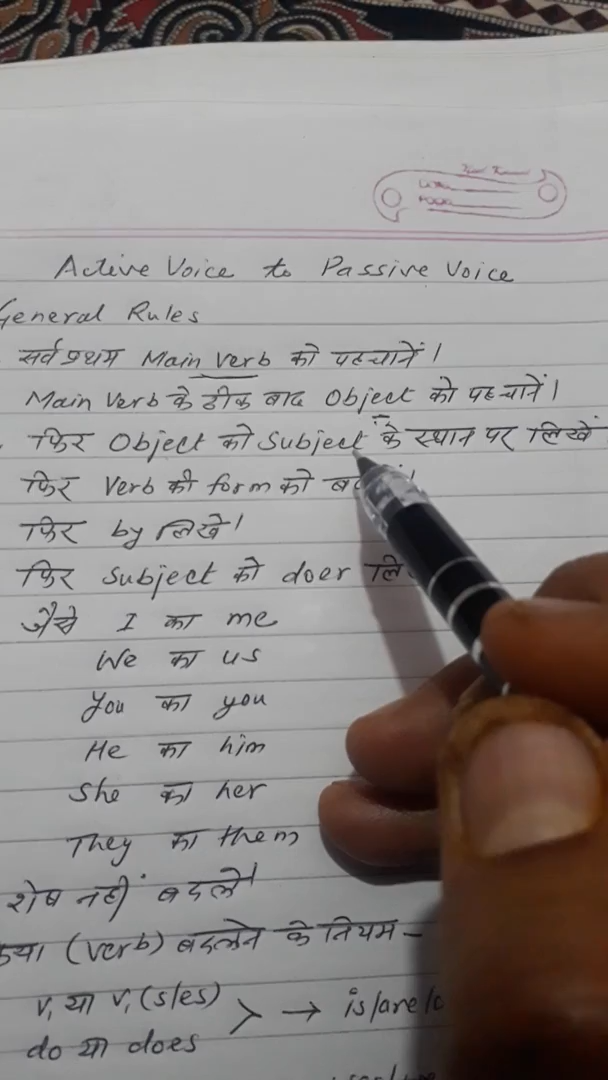 Active Voice to Passive Voice
General Rules
सर्व प्रथम Main verb को पहचानें।
Main Verb के ठीक बाद Object को पहचानें।
फिर Object को Subject के स्थान पर लिखें
फिर Verb की form को
फिर by लिखे।
फिर Subject को doer
जैसे I का me
We का us
You का you
He का him
She का her
They का them
शेष नहीं बदले।
(verb) बदलने के नियम –
V₁ या V₁ (s/es) > → is/are/
do या does